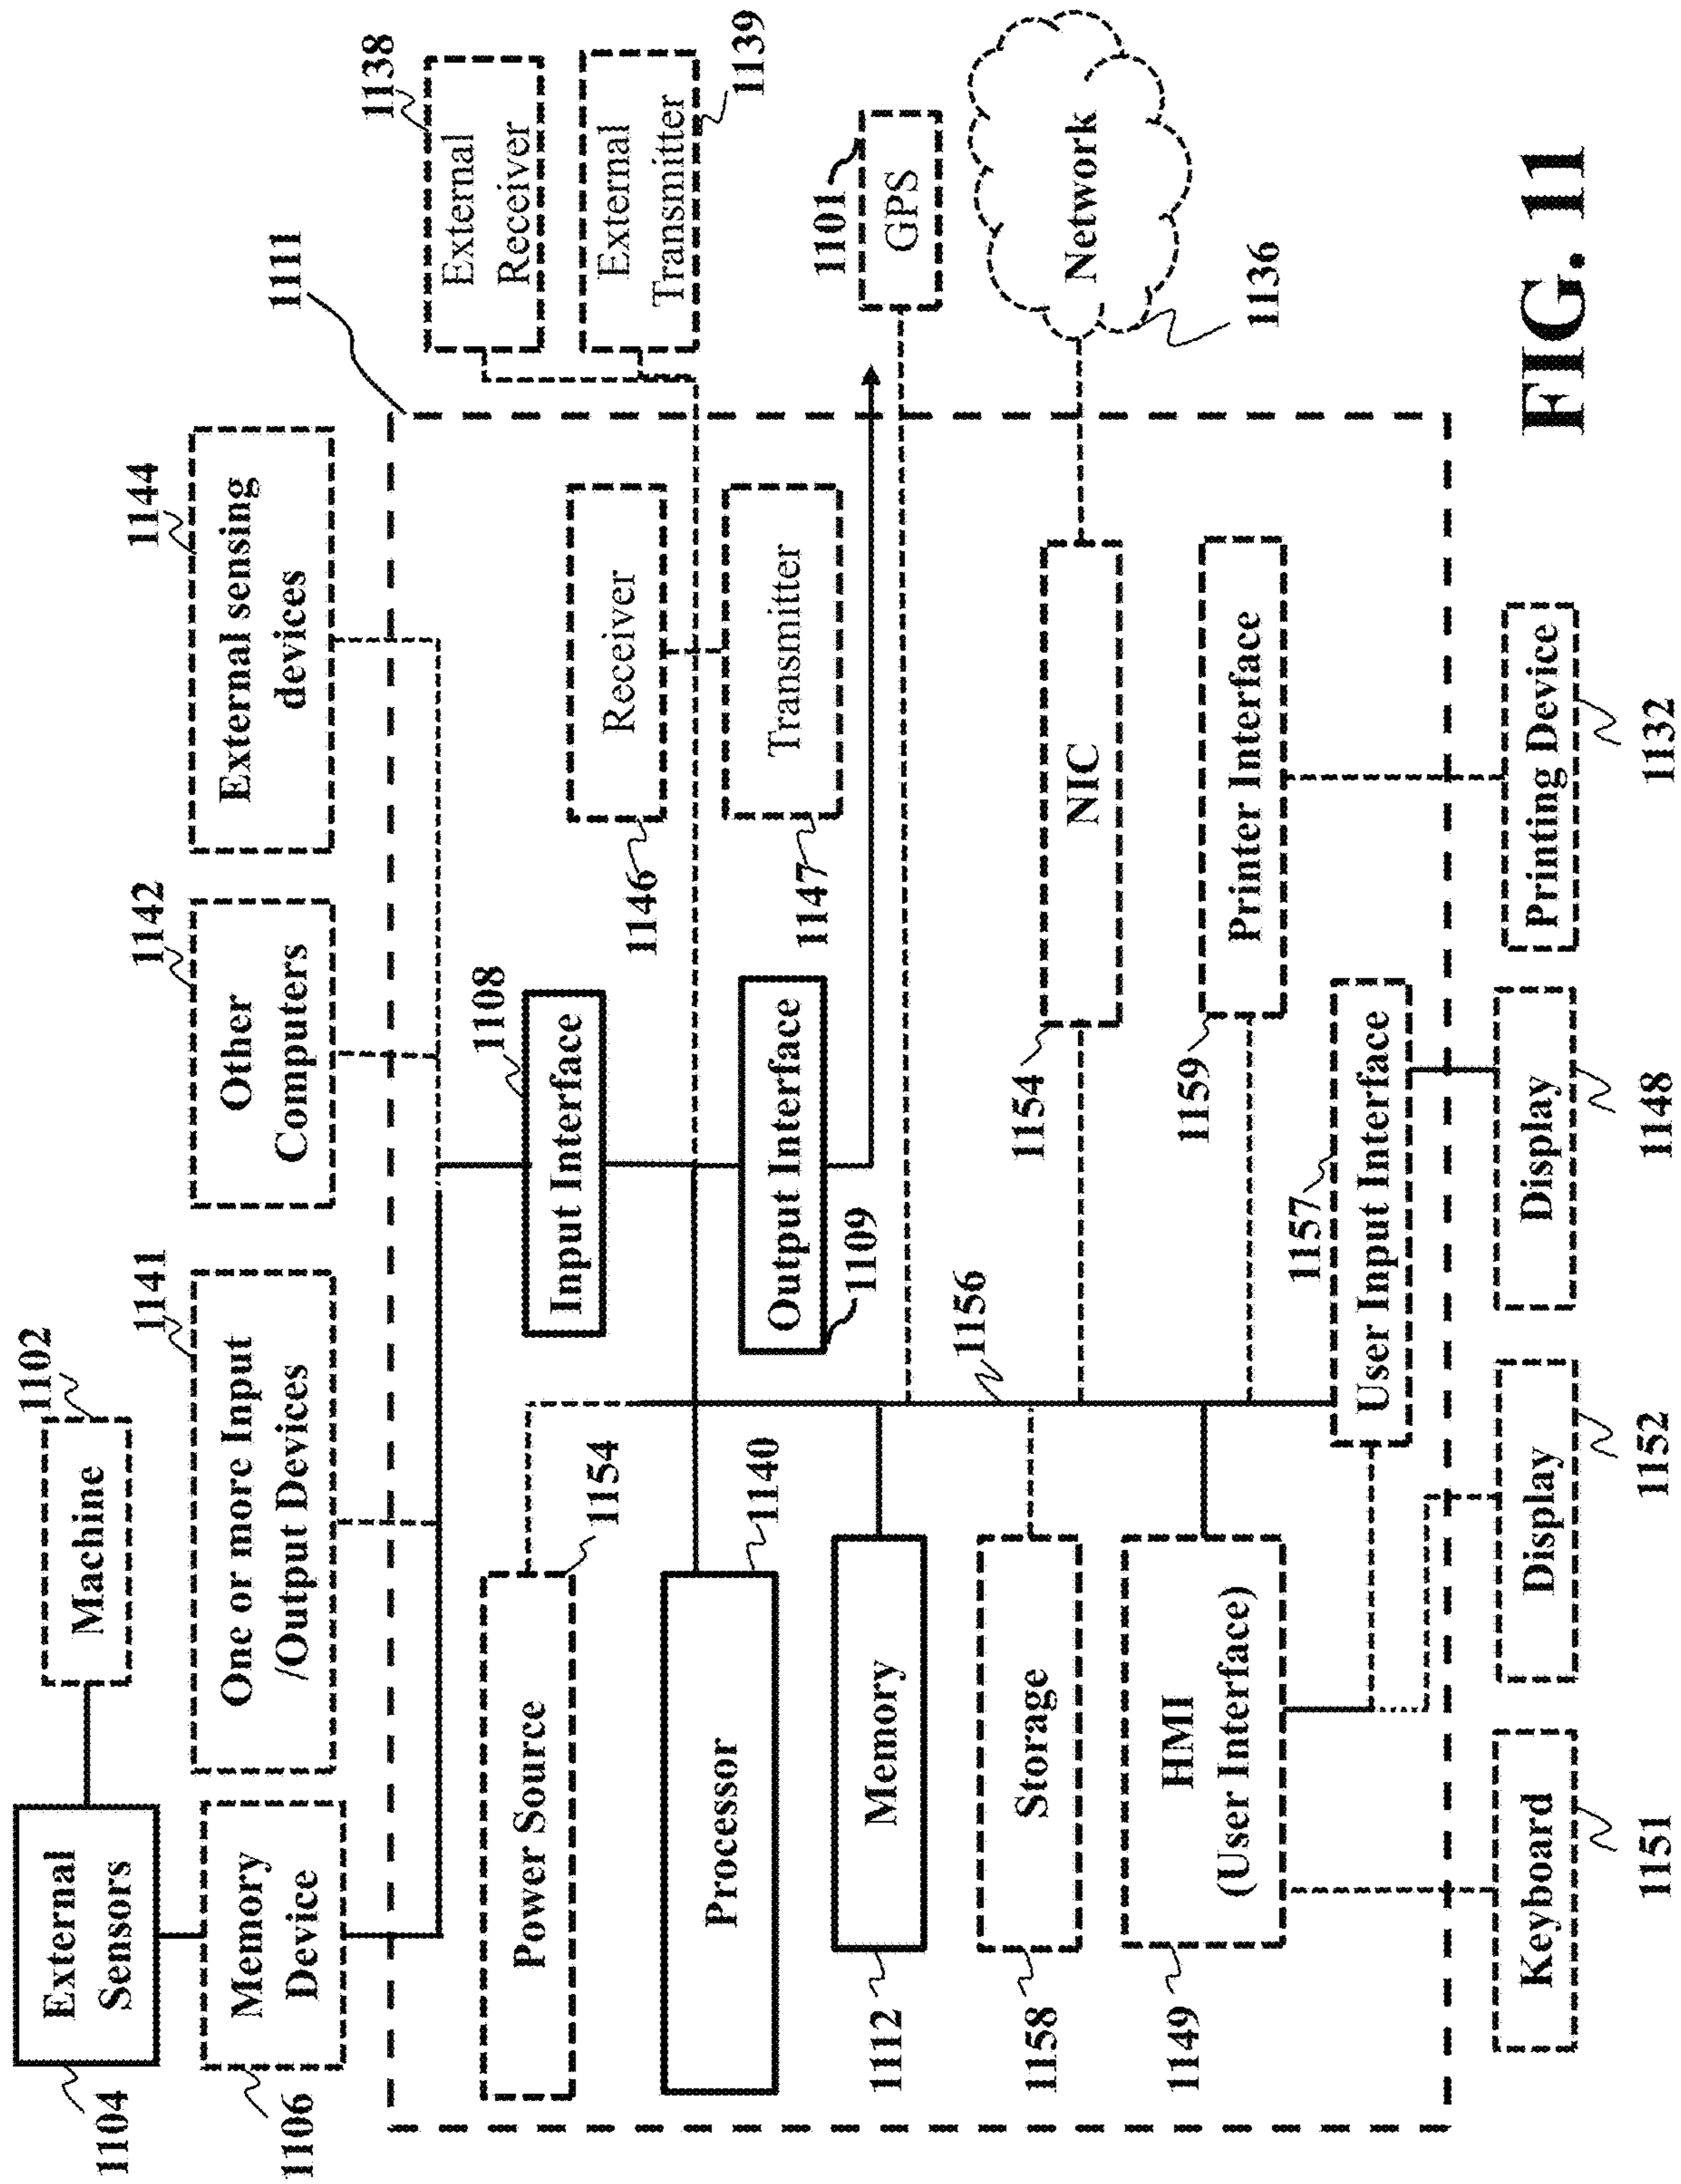 1104
External
Sensors
Machine
1102
1106
Memory
Device
One or more Input
/Output Devices
1141
Other
Computers
1142
External sensing
devices
1144
1111
External
Receiver
1138
External
Transmitter
1139
Power Source
1154
Input Interface
1108
Receiver
1146
Processor
1140
Output Interface
1109
Transmitter
1147
1101
GPS
1112
Memory
1156
1158
Storage
NIC
1154
Network
1136
1149
HMI
(User Interface)
Printer Interface
1159
User Input Interface
1157
Keyboard
1151
Display
1152
Display
1148
Printing Device
1132
FIG. 11